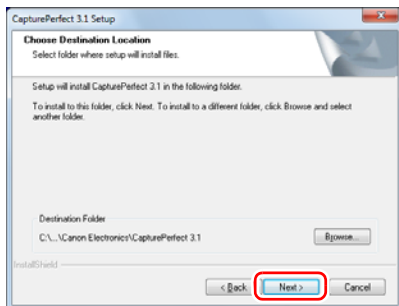 CapturePerfect 3.1 Setup
Choose Destination Location
Select folder where setup will install files.
Setup will install CapturePerfect 3.1 in the following folder.
To install to this folder, click Next. To install to a different folder, click Browse and select
another folder.
Destination Folder
C:\...\Canon Electronics\CapturePerfect 3.1
Browse...
InstallShield
< Back
Next >
Cancel